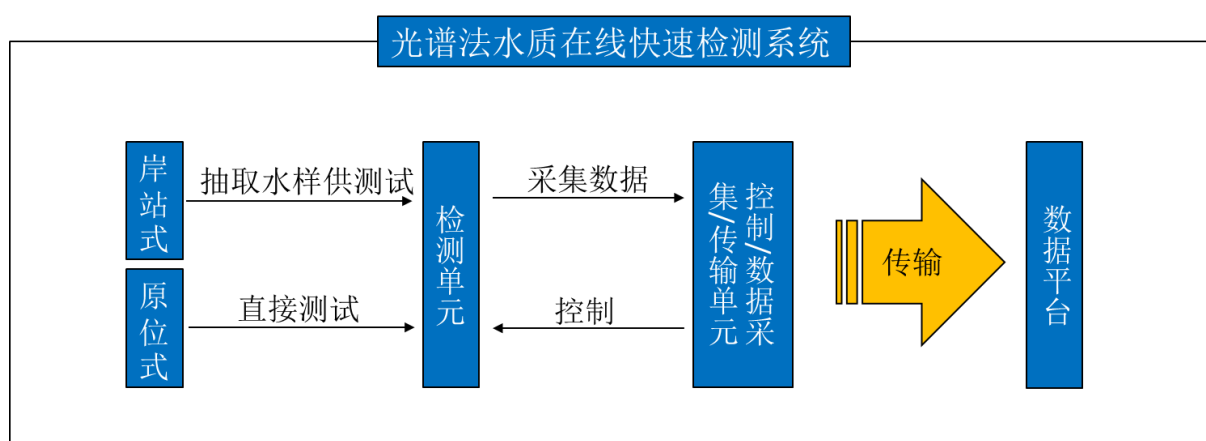 光谱法水质在线快速检测系统
岸站式
抽取水样供测试
原位式
直接测试
检测单元
采集数据
控制
控制/数据采
集/传输单元
传输
数据平台